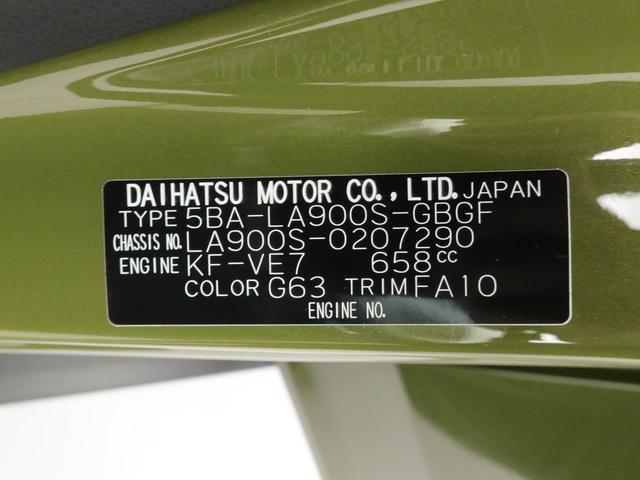 DAIHATSU MOTOR CO.,LTD. JAPAN
TYPE 5BA-LA900S-GBGF
CHASSIS NO. LA900S-0207290
ENGINE KF-VE7 658cc
COLOR G63 TRIM FA10
ENGINE NO.